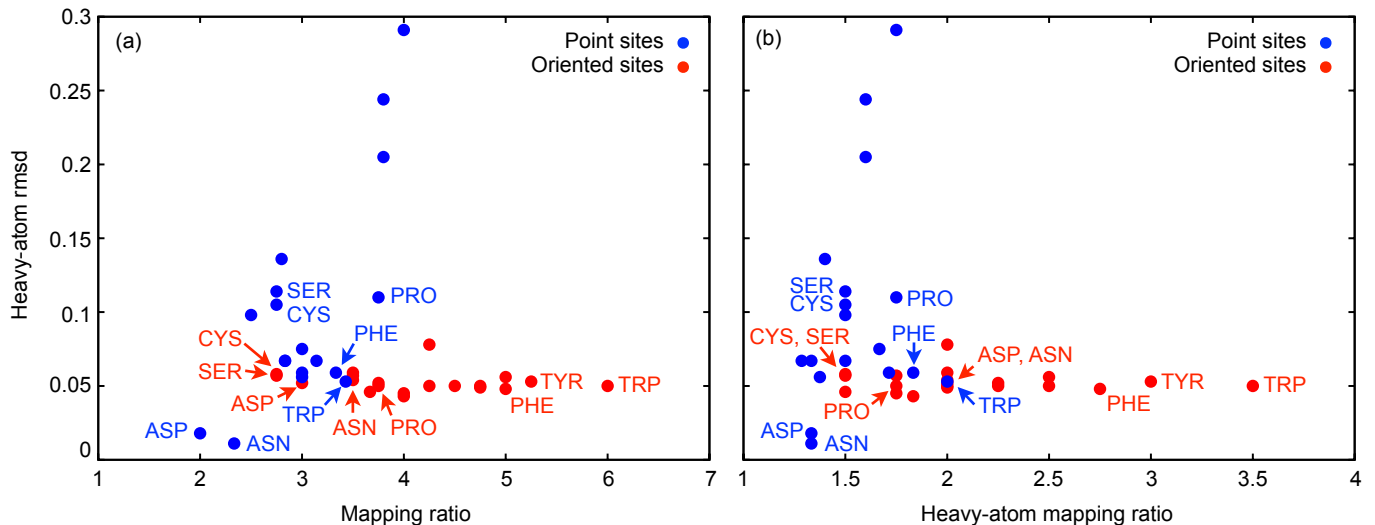 0.3
0.25
0.2
0.15
0.1
0.05
0
Heavy-atom rmsd
(a)
Point sites
Oriented sites
SER
CYS
PRO
PHE
CYS
SER
ASP
TRP
ASN
PRO
PHE
TYR
TRP
ASP
ASN
1 2 3 4 5 6 7
Mapping ratio
(b)
Point sites
Oriented sites
SER
CYS
PRO
CYS, SER
PHE
ASP, ASN
PRO
TRP
PHE
TYR
TRP
ASP
ASN
1 1.5 2 2.5 3 3.5 4
Heavy-atom mapping ratio